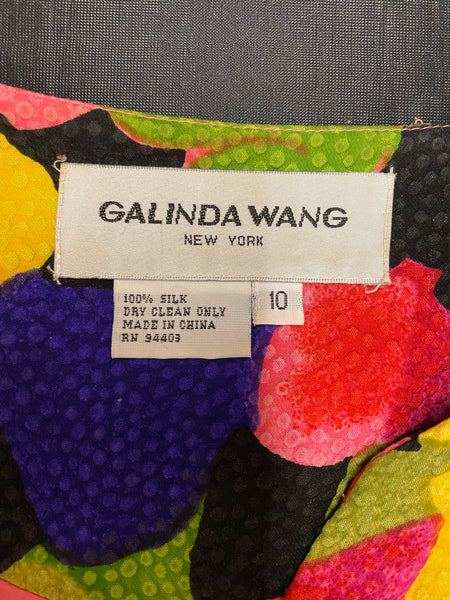 GALINDA WANG
NEW YORK
100% SILK
DRY CLEAN ONLY
MADE IN CHINA
RN 94403
10